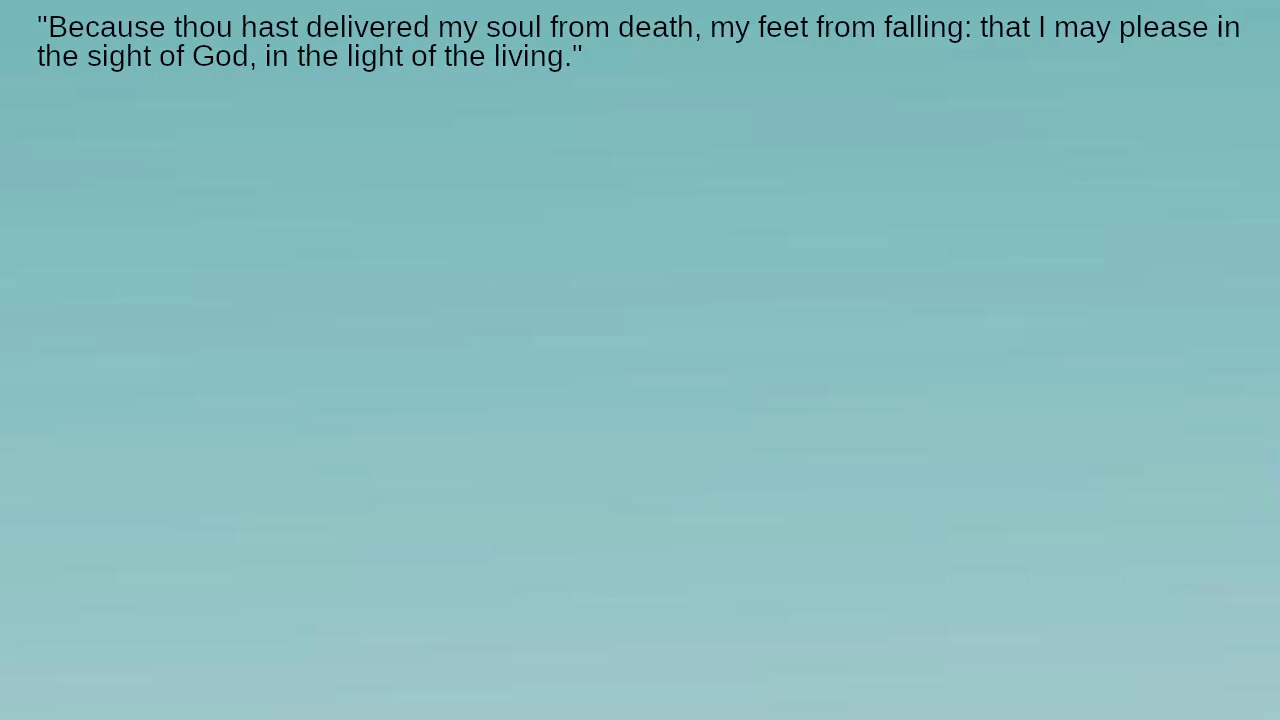 "Because thou hast delivered my soul from death, my feet from falling: that I may please in
the sight of God, in the light of the living."